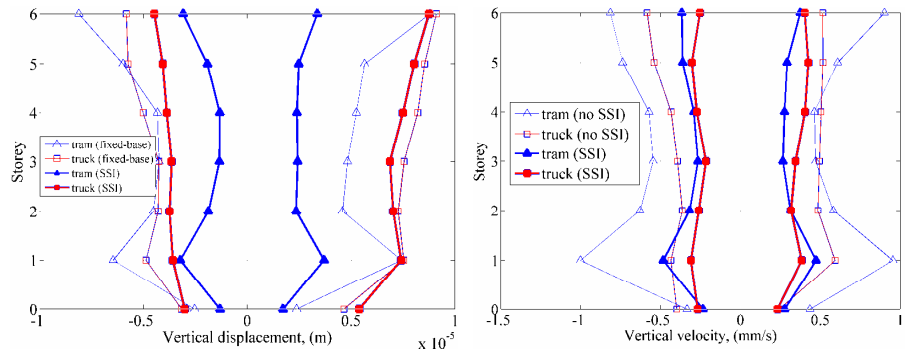 6
5
4
3
2
1
0
Storey
tram (fixed-base)
truck (fixed-base)
tram (SSI)
truck (SSI)
-1 -0.5 0 0.5 1
Vertical displacement, (m)
x 10⁻⁵
6
5
4
3
2
1
0
Storey
tram (no SSI)
truck (no SSI)
tram (SSI)
truck (SSI)
-1.5 -1 -0.5 0 0.5 1
Vertical velocity, (mm/s)